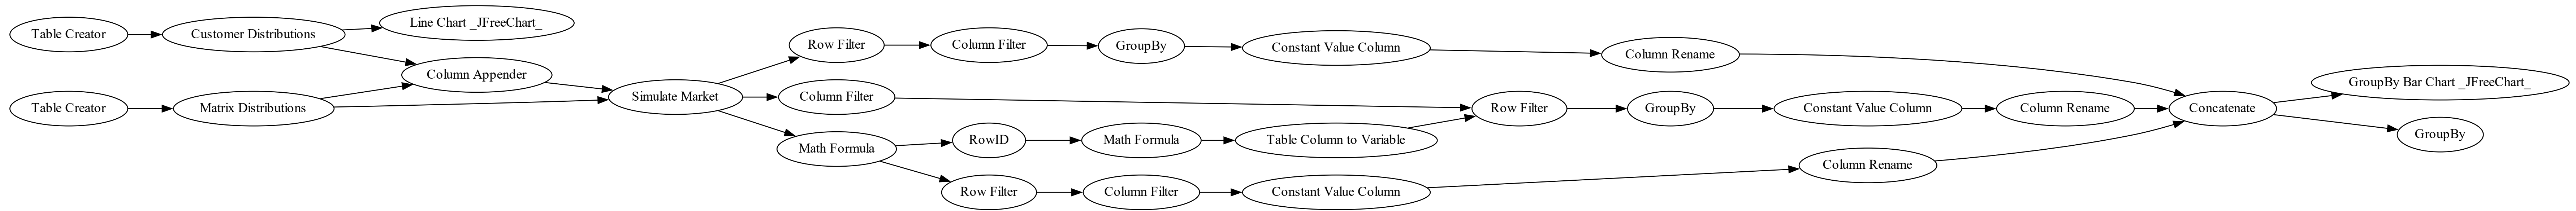 Table Creator
Customer Distributions
Line Chart _JFreeChart_
Column Appender
Table Creator
Matrix Distributions
Simulate Market
Row Filter
Column Filter
GroupBy
Constant Value Column
Column Rename
Column Filter
Row Filter
GroupBy
Constant Value Column
Column Rename
Concatenate
GroupBy Bar Chart _JFreeChart_
GroupBy
Math Formula
RowID
Math Formula
Table Column to Variable
Row Filter
Column Filter
Constant Value Column
Column Rename